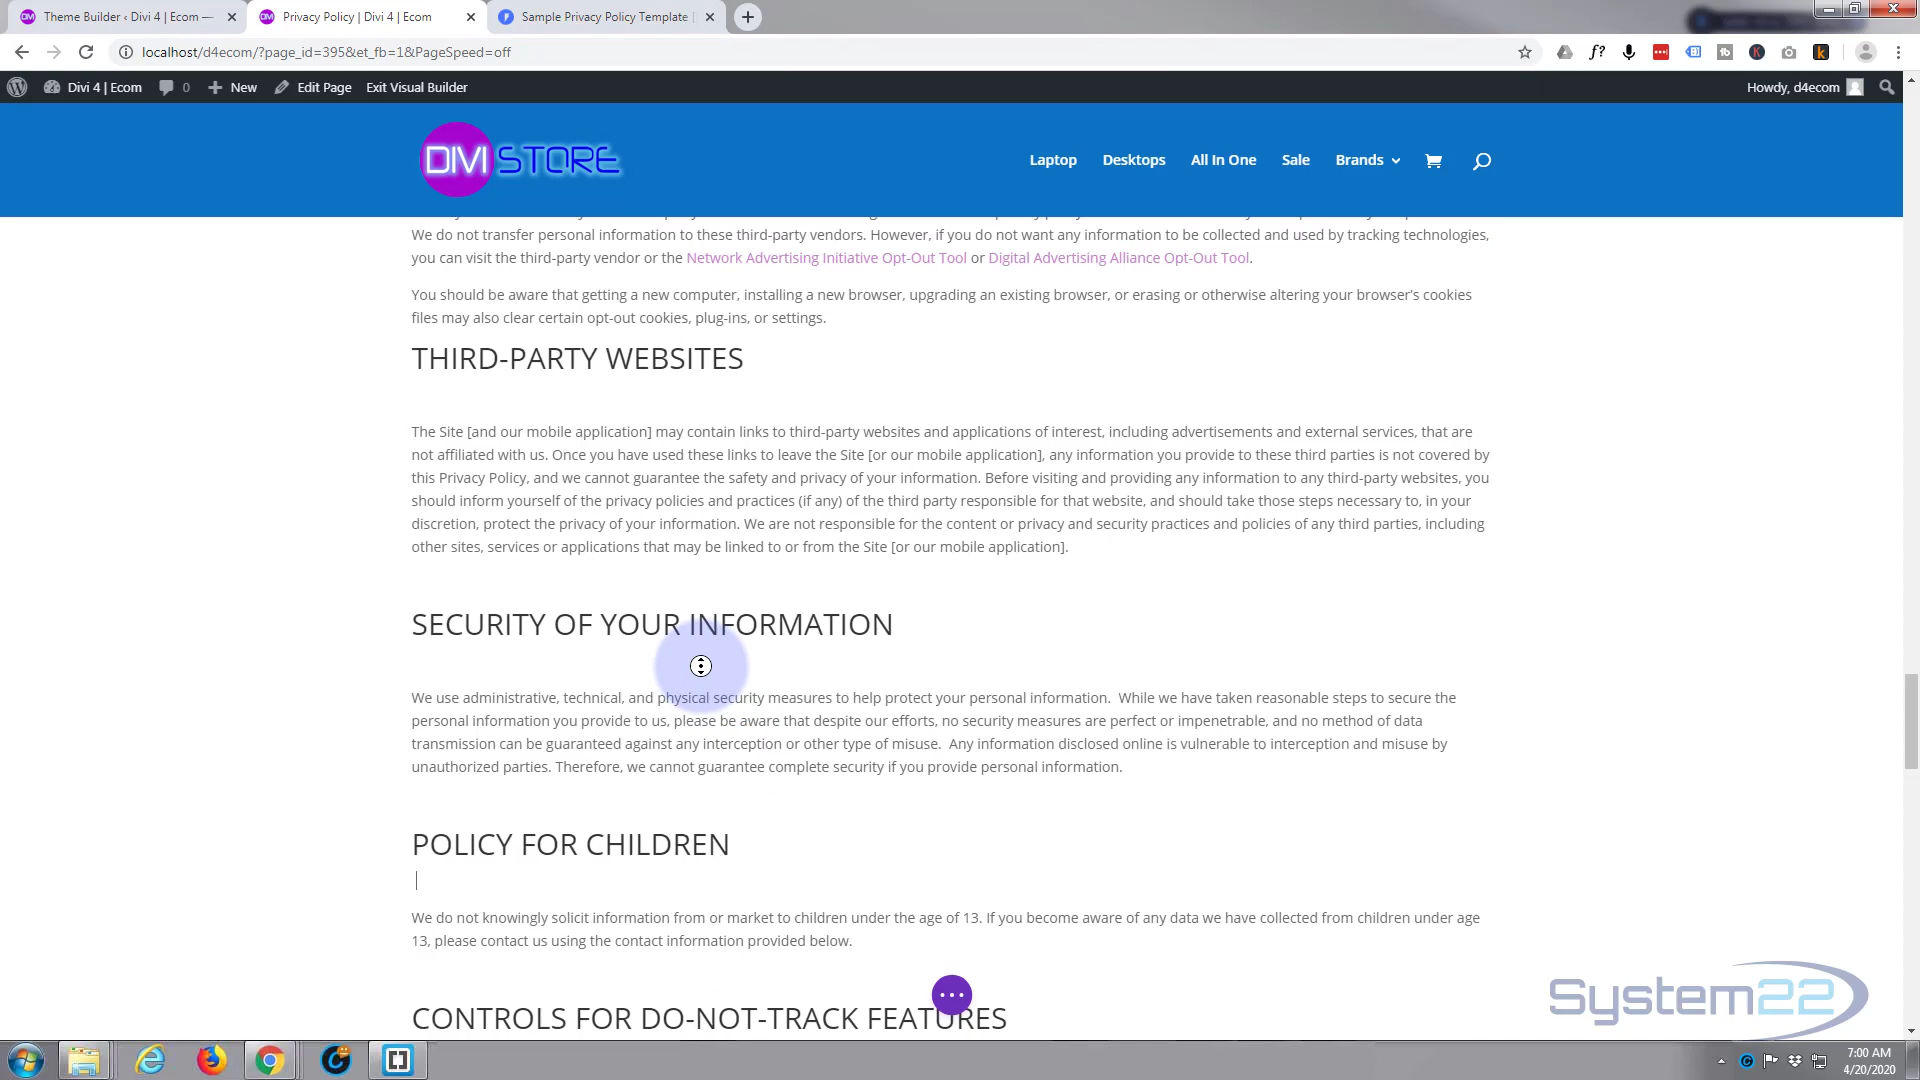 Theme Builder ‹ Divi 4 | Ecom —
Privacy Policy | Divi 4 | Ecom
Sample Privacy Policy Template
localhost/d4ecom/?page_id=395&et_fb=1&PageSpeed=off
Divi 4 | Ecom 0 New Edit Page Exit Visual Builder Howdy, d4ecom
DIVI STORE
Laptop Desktops All In One Sale Brands
We do not transfer personal information to these third-party vendors. However, if you do not want any information to be collected and used by tracking technologies,
you can visit the third-party vendor or the Network Advertising Initiative Opt-Out Tool or Digital Advertising Alliance Opt-Out Tool.
You should be aware that getting a new computer, installing a new browser, upgrading an existing browser, or erasing or otherwise altering your browser’s cookies
files may also clear certain opt-out cookies, plug-ins, or settings.
THIRD-PARTY WEBSITES
The Site [and our mobile application] may contain links to third-party websites and applications of interest, including advertisements and external services, that are
not affiliated with us. Once you have used these links to leave the Site [or our mobile application], any information you provide to these third parties is not covered by
this Privacy Policy, and we cannot guarantee the safety and privacy of your information. Before visiting and providing any information to any third-party websites, you
should inform yourself of the privacy policies and practices (if any) of the third party responsible for that website, and should take those steps necessary to, in your
discretion, protect the privacy of your information. We are not responsible for the content or privacy and security practices and policies of any third parties, including
other sites, services or applications that may be linked to or from the Site [or our mobile application].
SECURITY OF YOUR INFORMATION
We use administrative, technical, and physical security measures to help protect your personal information.  While we have taken reasonable steps to secure the
personal information you provide to us, please be aware that despite our efforts, no security measures are perfect or impenetrable, and no method of data
transmission can be guaranteed against any interception or other type of misuse.  Any information disclosed online is vulnerable to interception and misuse by
unauthorized parties. Therefore, we cannot guarantee complete security if you provide personal information.
POLICY FOR CHILDREN
We do not knowingly solicit information from or market to children under the age of 13. If you become aware of any data we have collected from children under age
13, please contact us using the contact information provided below.
CONTROLS FOR DO-NOT-TRACK FEATURES
System22
7:00 AM
4/20/2020